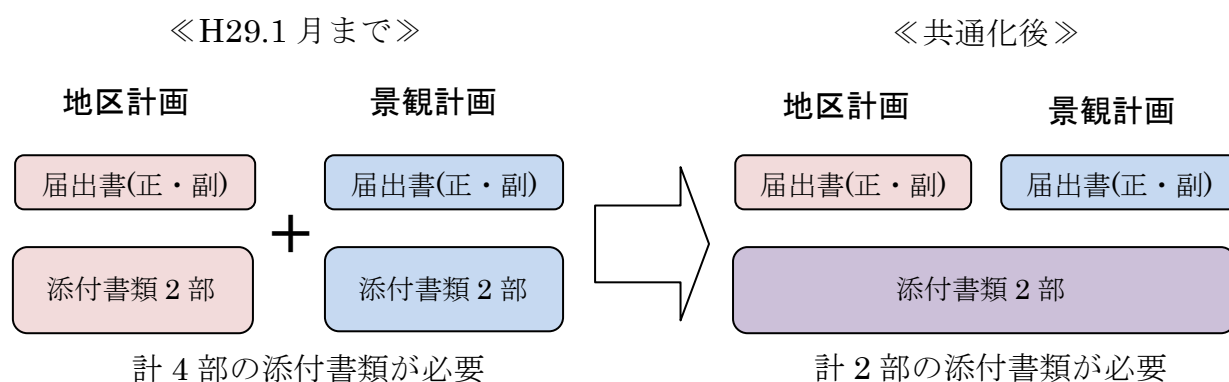 ≪H29.1 月まで≫
≪共通化後≫
地区計画
景観計画
地区計画
景観計画
届出書(正・副)
届出書(正・副)
届出書(正・副)
届出書(正・副)
+
添付書類 2 部
添付書類 2 部
添付書類 2 部
計 4 部の添付書類が必要
計 2 部の添付書類が必要